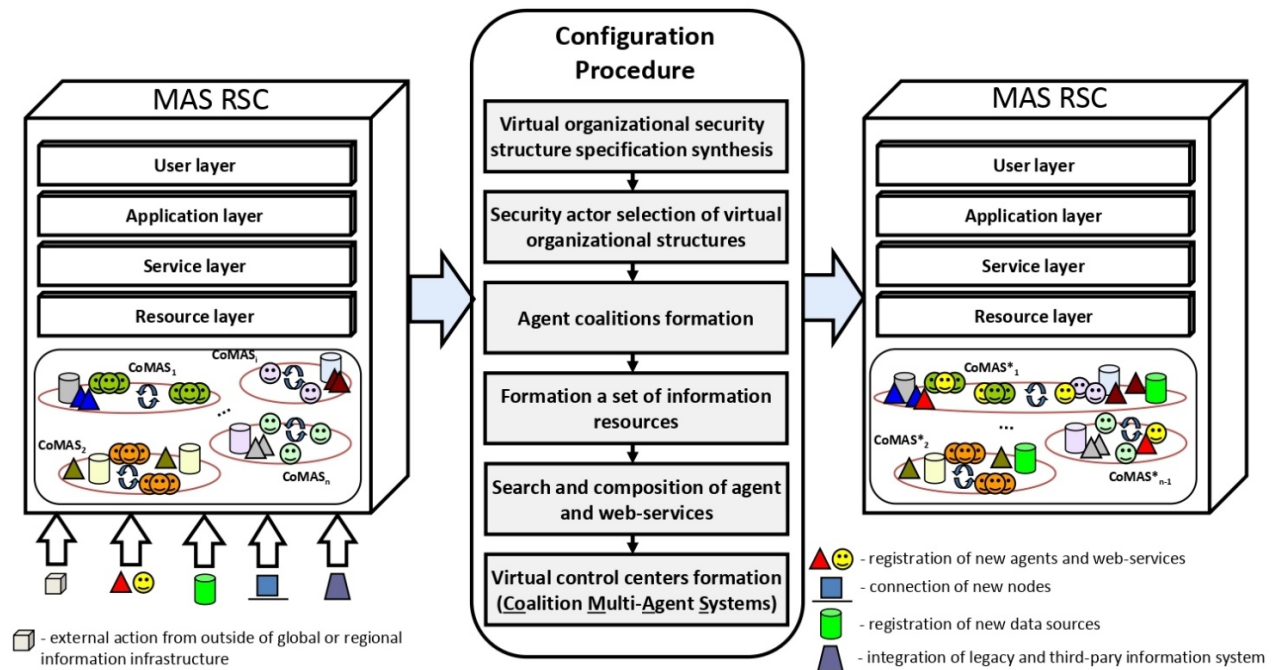 MAS RSC
User layer
Application layer
Service layer
Resource layer
CoMAS1
CoMASi
...
CoMAS2
CoMASn
- external action from outside of global or regional
information infrastructure
Configuration
Procedure
Virtual organizational security
structure specification synthesis
Security actor selection of virtual
organizational structures
Agent coalitions formation
Formation a set of information
resources
Search and composition of agent
and web-services
Virtual control centers formation
(Coalition Multi-Agent Systems)
MAS RSC
User layer
Application layer
Service layer
Resource layer
CoMAS*1
...
CoMAS*2
CoMAS*n-1
- registration of new agents and web-services
- connection of new nodes
- registration of new data sources
- integration of legacy and third-pary information system